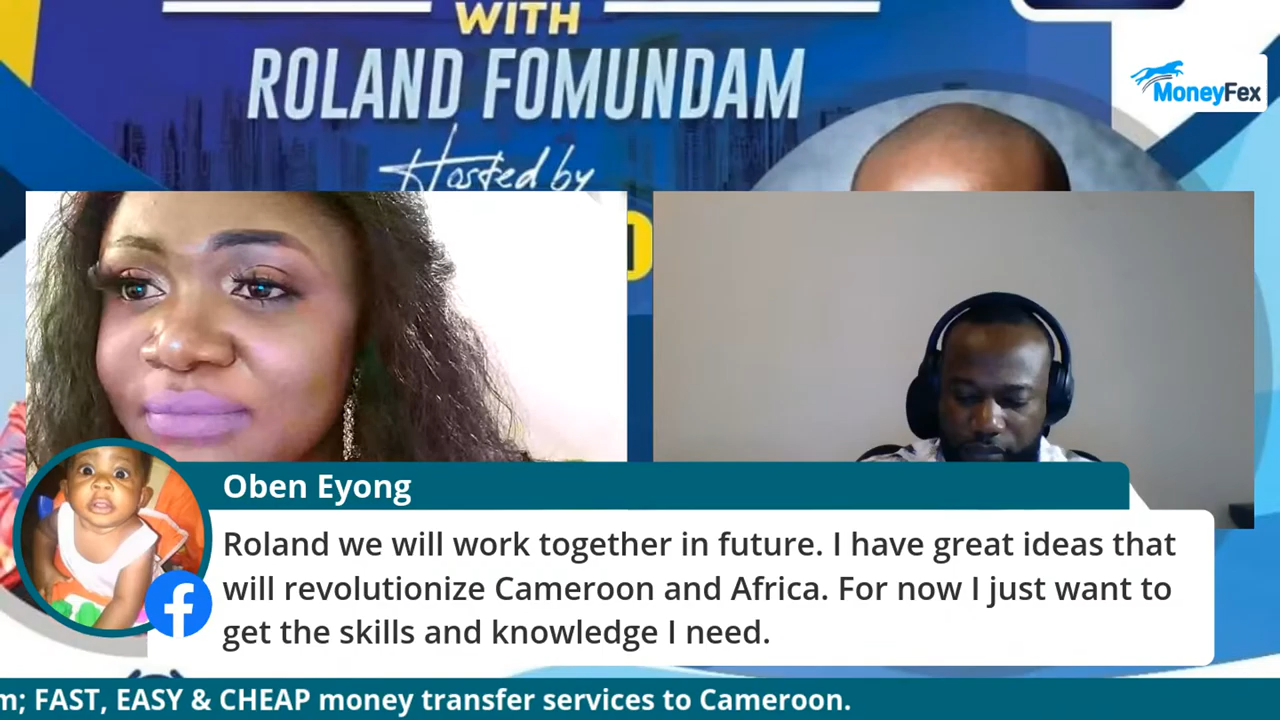 WITH
ROLAND FOMUNDAM
MoneyFex
Hosted by
Oben Eyong
Roland we will work together in future. I have great ideas that
will revolutionize Cameroon and Africa. For now I just want to
get the skills and knowledge I need.
m; FAST, EASY & CHEAP money transfer services to Cameroon.